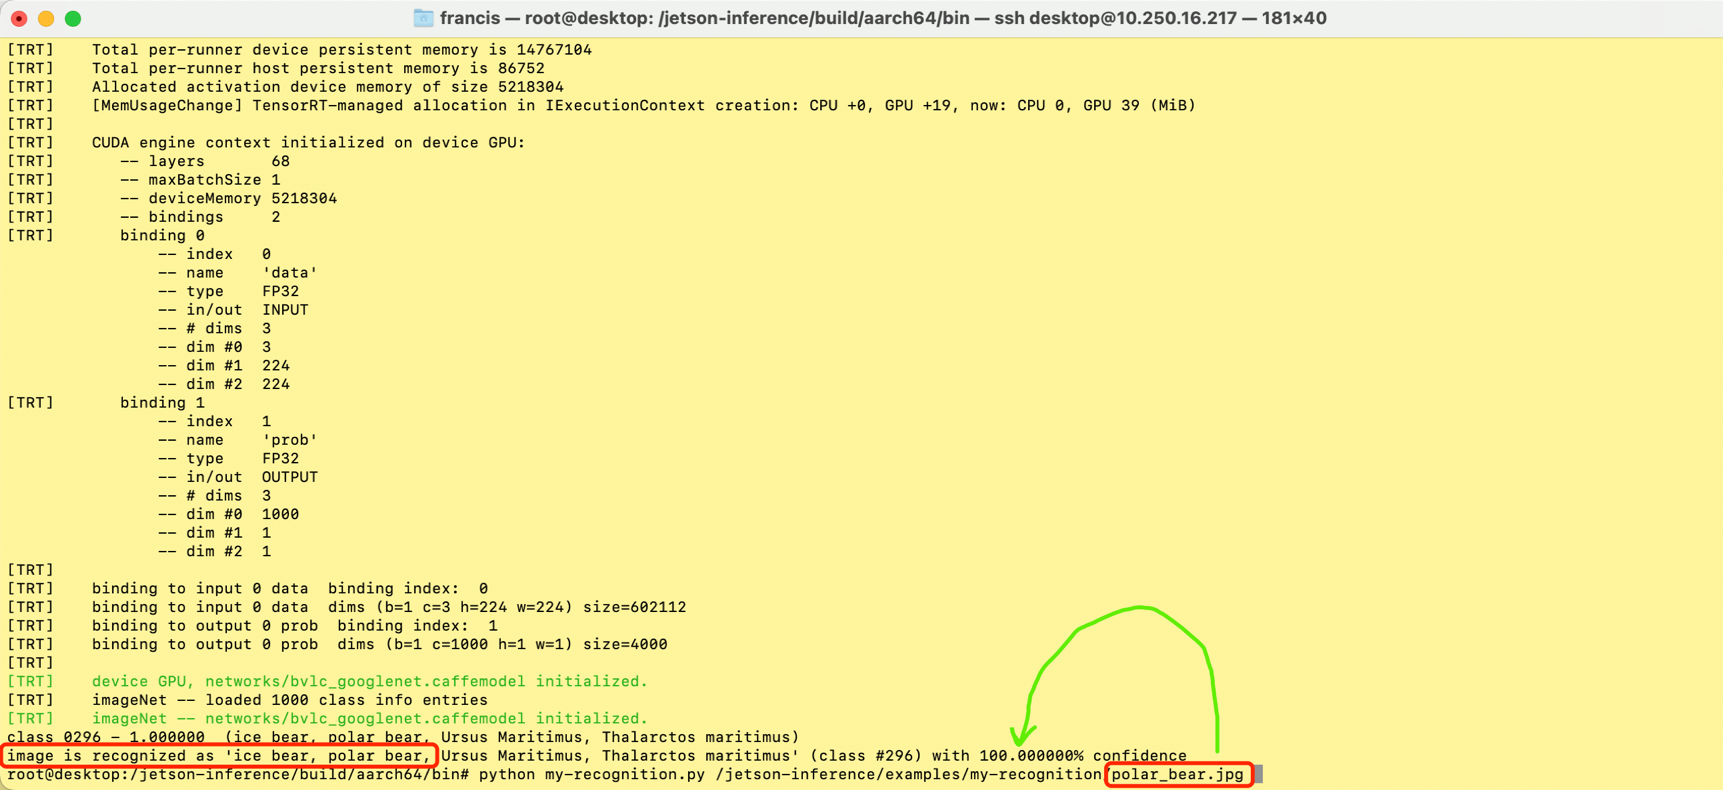 francis — root@desktop: /jetson-inference/build/aarch64/bin — ssh desktop@10.250.16.217 — 181×40
[TRT]    Total per-runner device persistent memory is 14767104
[TRT]    Total per-runner host persistent memory is 86752
[TRT]    Allocated activation device memory of size 5218304
[TRT]    [MemUsageChange] TensorRT-managed allocation in IExecutionContext creation: CPU +0, GPU +19, now: CPU 0, GPU 39 (MiB)
[TRT]
[TRT]    CUDA engine context initialized on device GPU:
[TRT]       -- layers       68
[TRT]       -- maxBatchSize 1
[TRT]       -- deviceMemory 5218304
[TRT]       -- bindings     2
[TRT]       binding 0
                -- index   0
                -- name    'data'
                -- type    FP32
                -- in/out  INPUT
                -- # dims  3
                -- dim #0  3
                -- dim #1  224
                -- dim #2  224
[TRT]       binding 1
                -- index   1
                -- name    'prob'
                -- type    FP32
                -- in/out  OUTPUT
                -- # dims  3
                -- dim #0  1000
                -- dim #1  1
                -- dim #2  1
[TRT]
[TRT]    binding to input 0 data  binding index:  0
[TRT]    binding to input 0 data  dims (b=1 c=3 h=224 w=224) size=602112
[TRT]    binding to output 0 prob  binding index:  1
[TRT]    binding to output 0 prob  dims (b=1 c=1000 h=1 w=1) size=4000
[TRT]
[TRT]    device GPU, networks/bvlc_googlenet.caffemodel initialized.
[TRT]    imageNet -- loaded 1000 class info entries
[TRT]    imageNet -- networks/bvlc_googlenet.caffemodel initialized.
class 0296 - 1.000000  (ice bear, polar bear, Ursus Maritimus, Thalarctos maritimus)
image is recognized as 'ice bear, polar bear, Ursus Maritimus, Thalarctos maritimus' (class #296) with 100.000000% confidence
root@desktop:/jetson-inference/build/aarch64/bin# python my-recognition.py /jetson-inference/examples/my-recognition/polar_bear.jpg